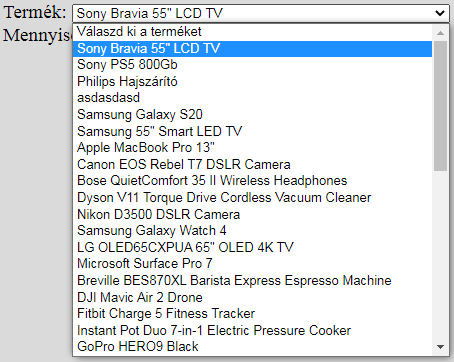 Termék: Sony Bravia 55" LCD TV
Mennyis
Válaszd ki a terméket
Sony Bravia 55" LCD TV
Sony PS5 800Gb
Philips Hajszárító
asdasdasd
Samsung Galaxy S20
Samsung 55" Smart LED TV
Apple MacBook Pro 13"
Canon EOS Rebel T7 DSLR Camera
Bose QuietComfort 35 II Wireless Headphones
Dyson V11 Torque Drive Cordless Vacuum Cleaner
Nikon D3500 DSLR Camera
Samsung Galaxy Watch 4
LG OLED65CXPUA 65" OLED 4K TV
Microsoft Surface Pro 7
Breville BES870XL Barista Express Espresso Machine
DJI Mavic Air 2 Drone
Fitbit Charge 5 Fitness Tracker
Instant Pot Duo 7-in-1 Electric Pressure Cooker
GoPro HERO9 Black